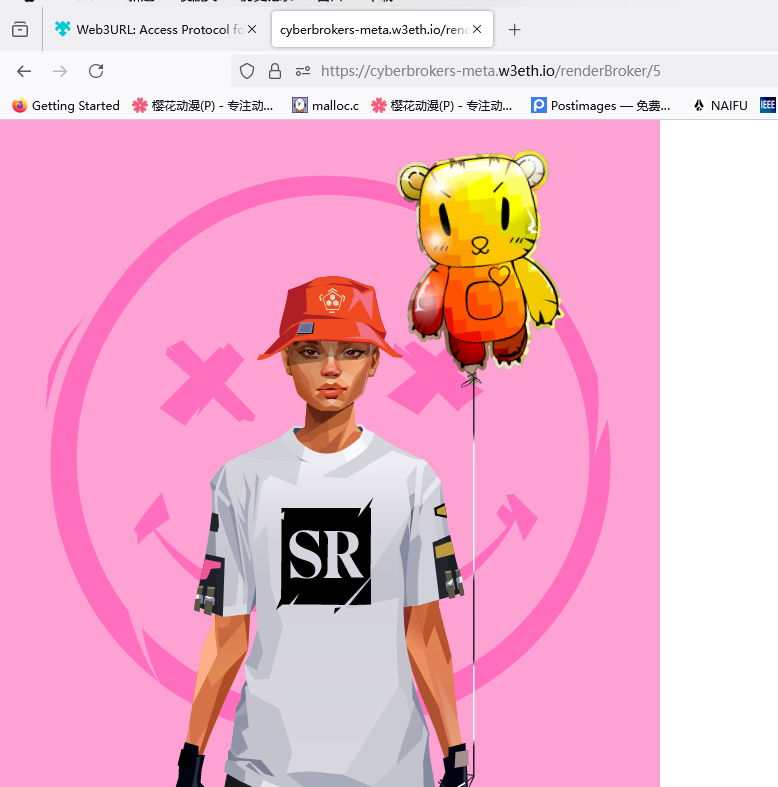 Web3URL: Access Protocol fo
cyberbrokers-meta.w3eth.io/rend
https://cyberbrokers-meta.w3eth.io/renderBroker/5
Getting Started
樱花动漫(P) - 专注动...
malloc.c
樱花动漫(P) - 专注动...
Postimages — 免费...
NAIFU
IEEE
SR